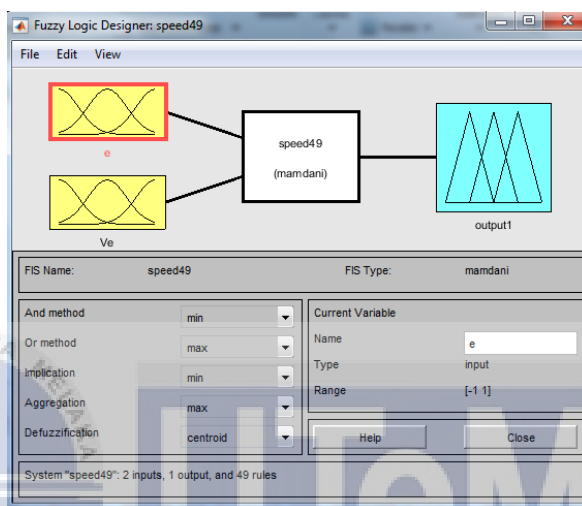 Fuzzy Logic Designer: speed49
File Edit View
e
speed49
(mamdani)
Ve
output1
FIS Name: speed49 FIS Type: mamdani
And method min
Or method max
Implication min
Aggregation max
Defuzzification centroid
Current Variable
Name e
Type input
Range [-1 1]
Help Close
System "speed49": 2 inputs, 1 output, and 49 rules